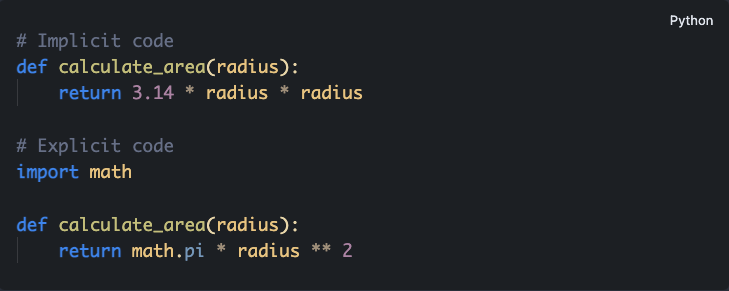 Python
# Implicit code
def calculate_area(radius):
    return 3.14 * radius * radius
# Explicit code
import math
def calculate_area(radius):
    return math.pi * radius ** 2